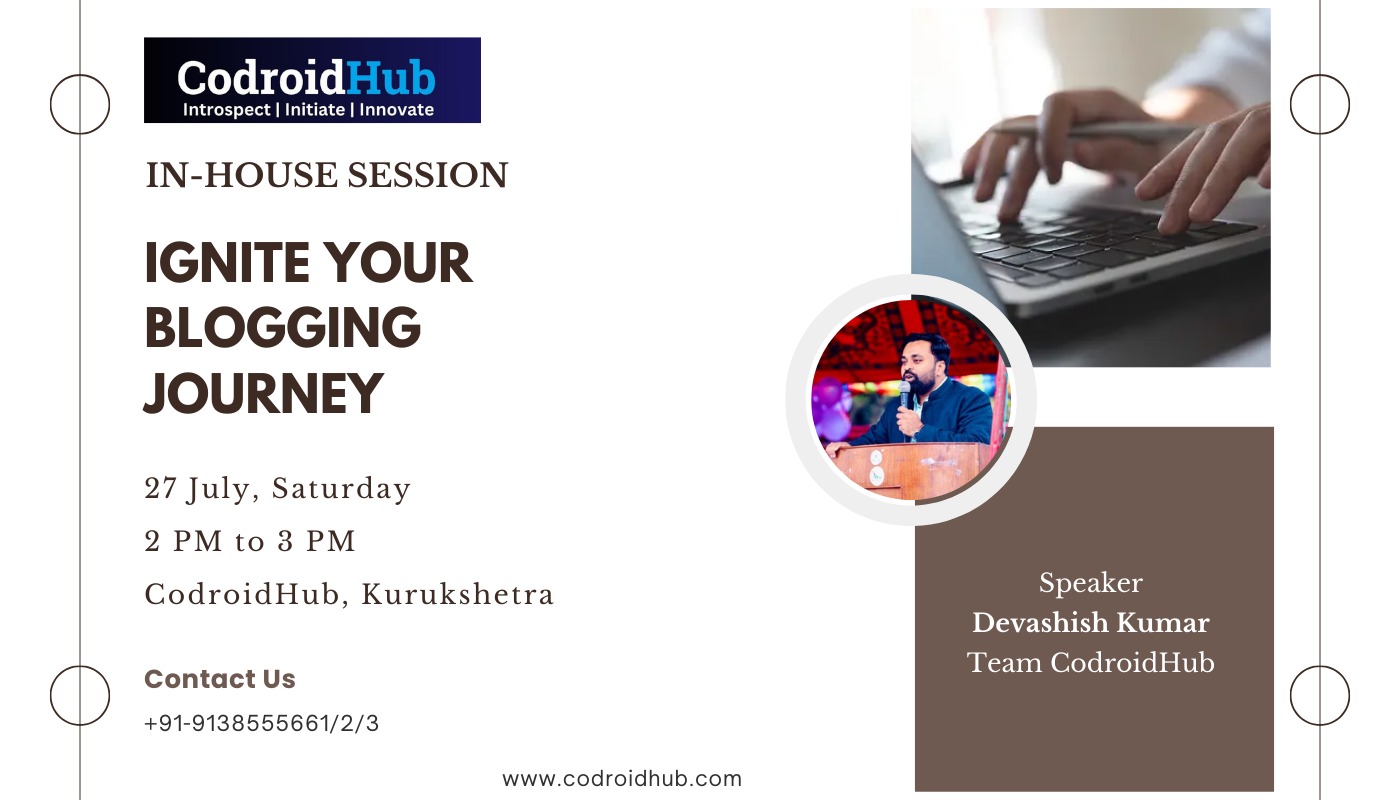 CodroidHub
Introspect | Initiate | Innovate
IN-HOUSE SESSION
IGNITE YOUR
BLOGGING
JOURNEY
27 July, Saturday
2 PM to 3 PM
CodroidHub, Kurukshetra
Contact Us
+91-9138555661/2/3
www.codroidhub.com
Speaker
Devashish Kumar
Team CodroidHub